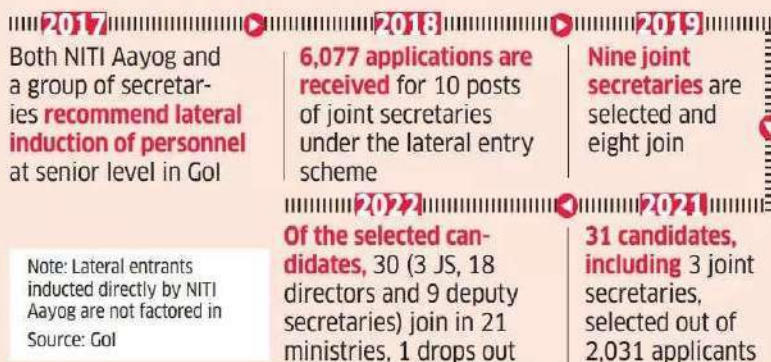 2017
Both NITI Aayog and
a group of secretar-
ies recommend lateral
induction of personnel
at senior level in GoI
2018
6,077 applications are
received for 10 posts
of joint secretaries
under the lateral entry
scheme
2019
Nine joint
secretaries are
selected and
eight join
2021
31 candidates,
including 3 joint
secretaries,
selected out of
2,031 applicants
2022
Of the selected can-
didates, 30 (3 JS, 18
directors and 9 deputy
secretaries) join in 21
ministries, 1 drops out
Note: Lateral entrants
inducted directly by NITI
Aayog are not factored in
Source: GoI